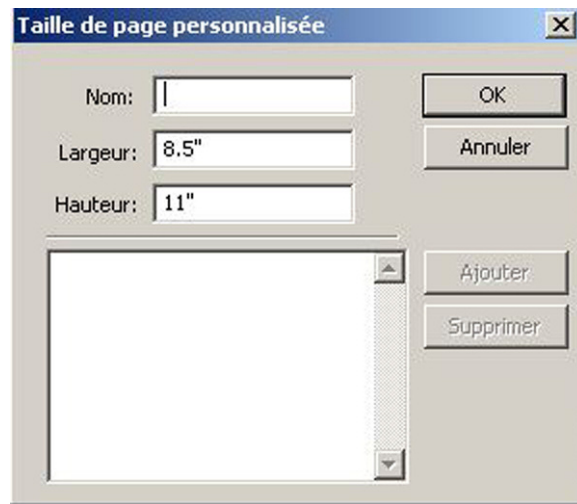 Taille de page personnalisée
Nom:
OK
Largeur: 8.5"
Annuler
Hauteur: 11"
Ajouter
Supprimer